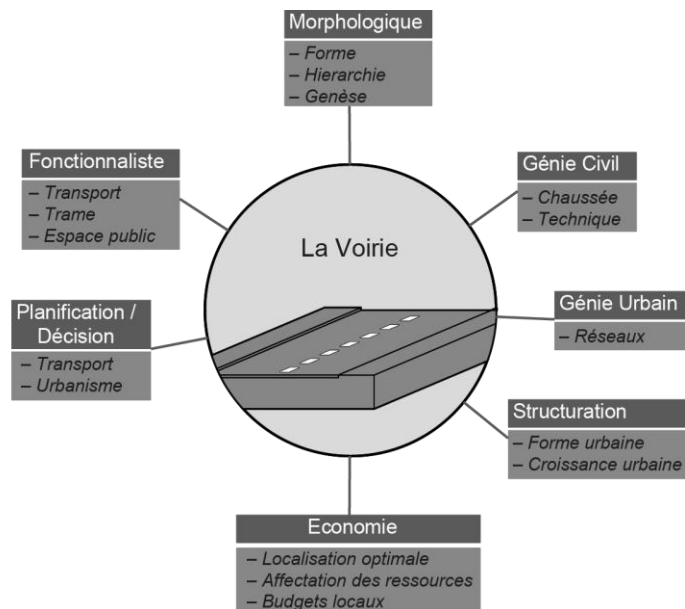 Morphologique
– Forme
– Hierarchie
– Genèse
Fonctionnaliste
– Transport
– Trame
– Espace public
Génie Civil
– Chaussée
– Technique
La Voirie
Planification /
Décision
– Transport
– Urbanisme
Génie Urbain
– Réseaux
Structuration
– Forme urbaine
– Croissance urbaine
Economie
– Localisation optimale
– Affectation des ressources
– Budgets locaux